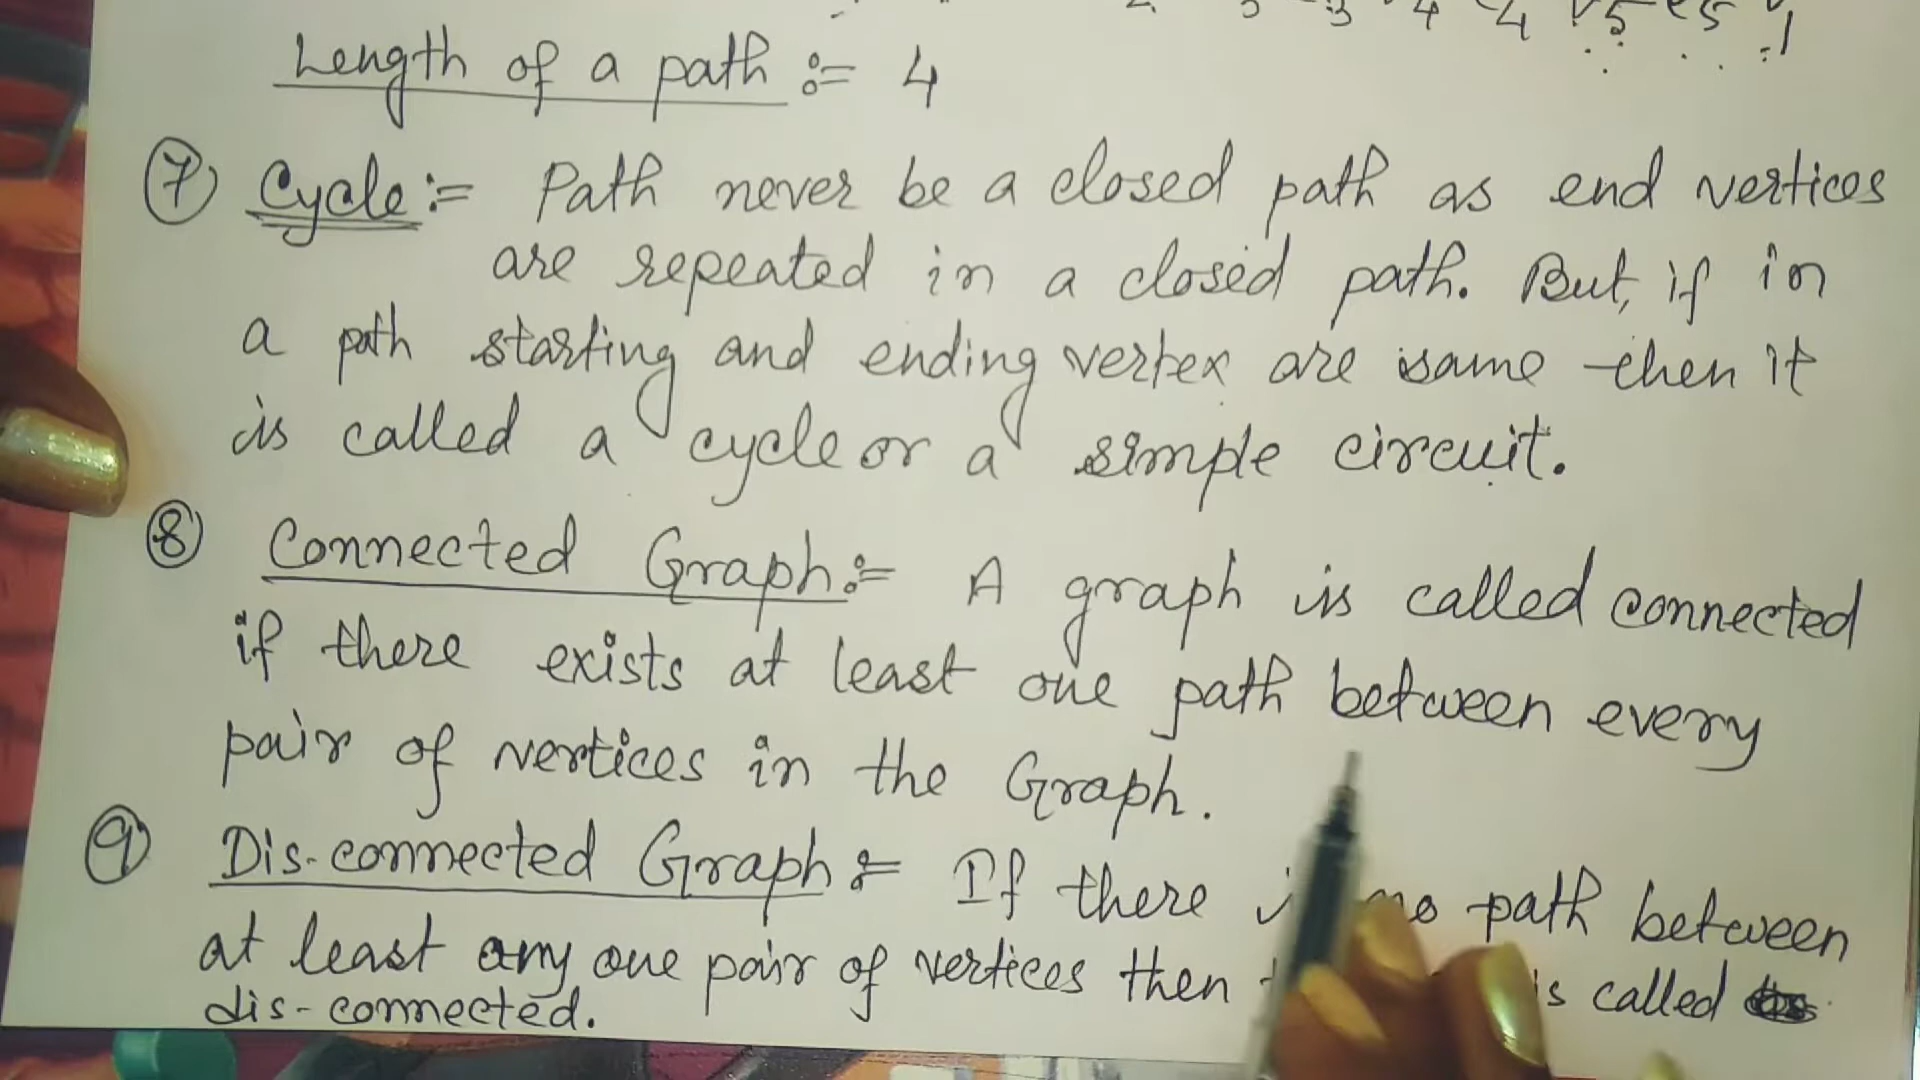 Length of a path := 4
⑦ Cycle := Path never be a closed path as end vertices
are repeated in a closed path. But, if in
a path starting and ending vertex are same then it
is called a cycle or a simple circuit.
⑧ Connected Graph := A graph is called connected
if there exists at least one path between every
pair of vertices in the Graph.
⑨ Dis-connected Graph := If there no path between
at least any one pair of vertices then is called
dis-connected.